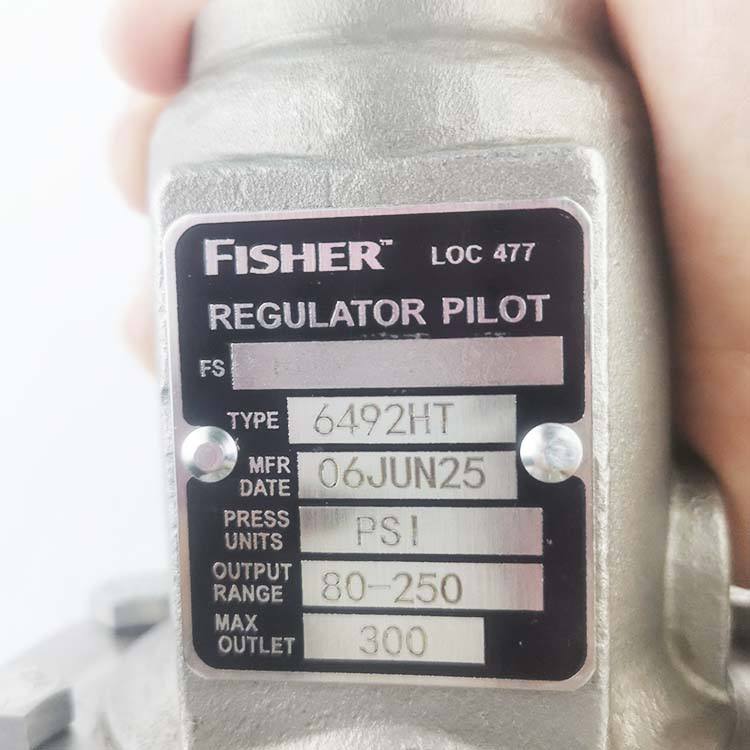 FISHER™ LOC 477
REGULATOR PILOT
FS
TYPE 6492HT
MFR DATE 06JUN25
PRESS UNITS PSI
OUTPUT RANGE 80-250
MAX OUTLET 300